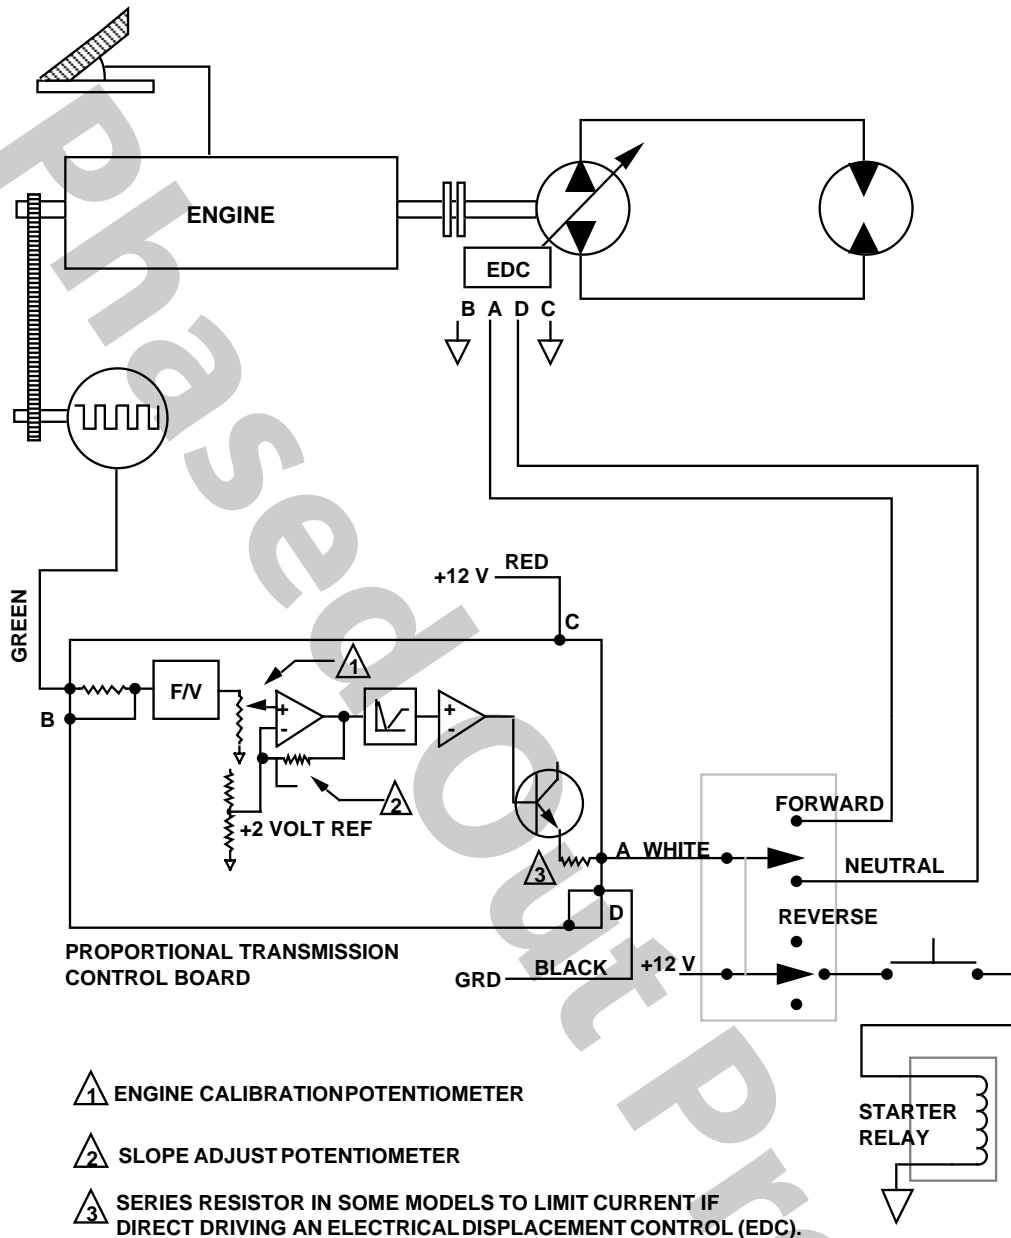 ENGINE
EDC
B A D C
RED
+12 V
C
GREEN
1
F/V
+
-
+
-
B
2
+2 VOLT REF
FORWARD
3
A WHITE
NEUTRAL
D
REVERSE
PROPORTIONAL TRANSMISSION
CONTROL BOARD
GRD
BLACK
+12 V
1 ENGINE CALIBRATION POTENTIOMETER
STARTER
RELAY
2 SLOPE ADJUST POTENTIOMETER
3 SERIES RESISTOR IN SOME MODELS TO LIMIT CURRENT IF
DIRECT DRIVING AN ELECTRICAL DISPLACEMENT CONTROL (EDC).
Phased Out Pr